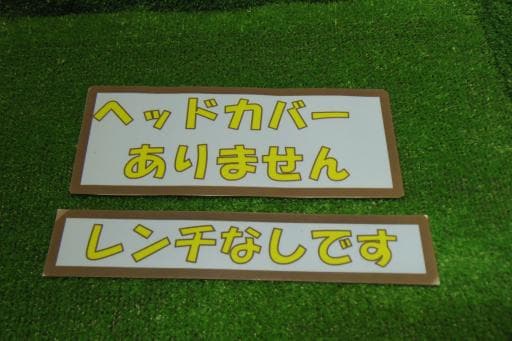 ヘッドカバー
ありません
レンチなしです